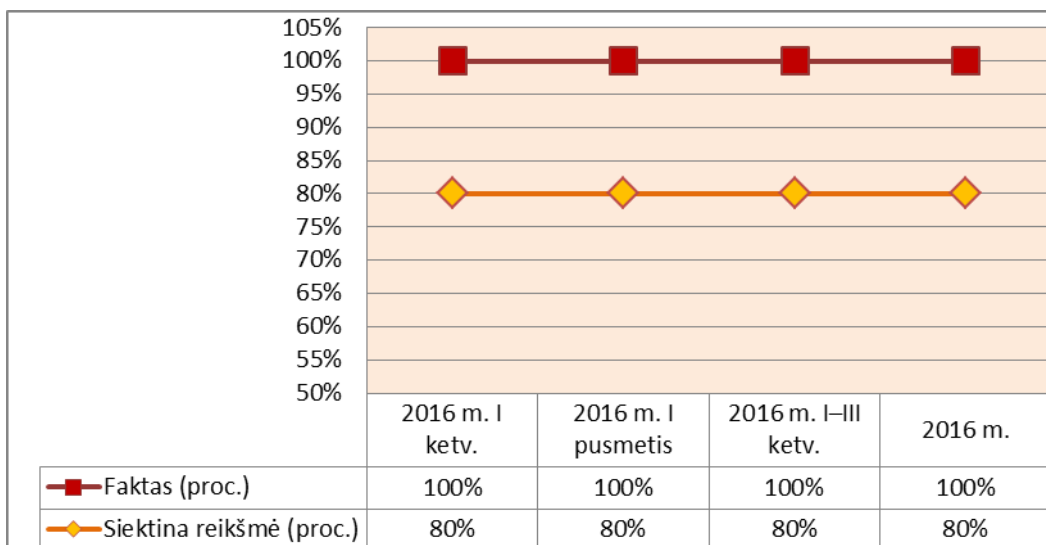 105%
100%
95%
90%
85%
80%
75%
70%
65%
60%
55%
50%
2016 m. I ketv.
2016 m. I pusmetis
2016 m. I–III ketv.
2016 m.
Faktas (proc.) 100% 100% 100% 100%
Siektina reikšmė (proc.) 80% 80% 80% 80%